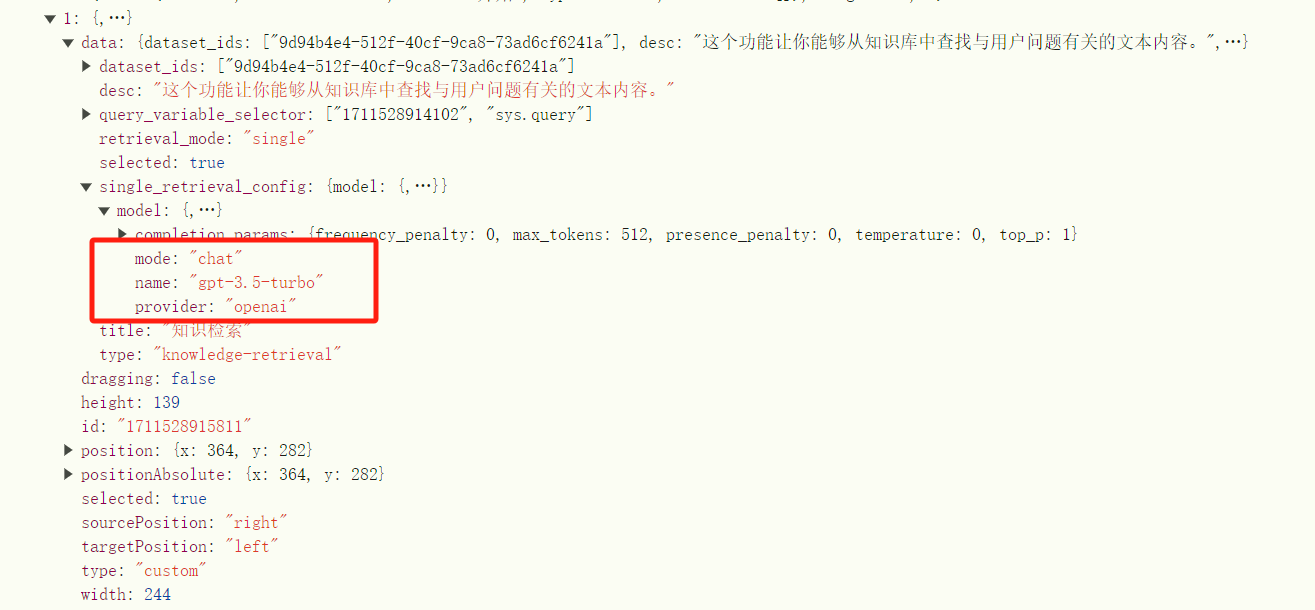 1: {,…}
data: {dataset_ids: ["9d94b4e4-512f-40cf-9ca8-73ad6cf6241a"], desc: "这个功能让你能够从知识库中查找与用户问题有关的文本内容。",…}
dataset_ids: ["9d94b4e4-512f-40cf-9ca8-73ad6cf6241a"]
desc: "这个功能让你能够从知识库中查找与用户问题有关的文本内容。"
query_variable_selector: ["1711528914102", "sys.query"]
retrieval_mode: "single"
selected: true
single_retrieval_config: {model: {,…}}
model: {,…}
completion_params: {frequency_penalty: 0, max_tokens: 512, presence_penalty: 0, temperature: 0, top_p: 1}
mode: "chat"
name: "gpt-3.5-turbo"
provider: "openai"
title: "知识检索"
type: "knowledge-retrieval"
dragging: false
height: 139
id: "1711528915811"
position: {x: 364, y: 282}
positionAbsolute: {x: 364, y: 282}
selected: true
sourcePosition: "right"
targetPosition: "left"
type: "custom"
width: 244